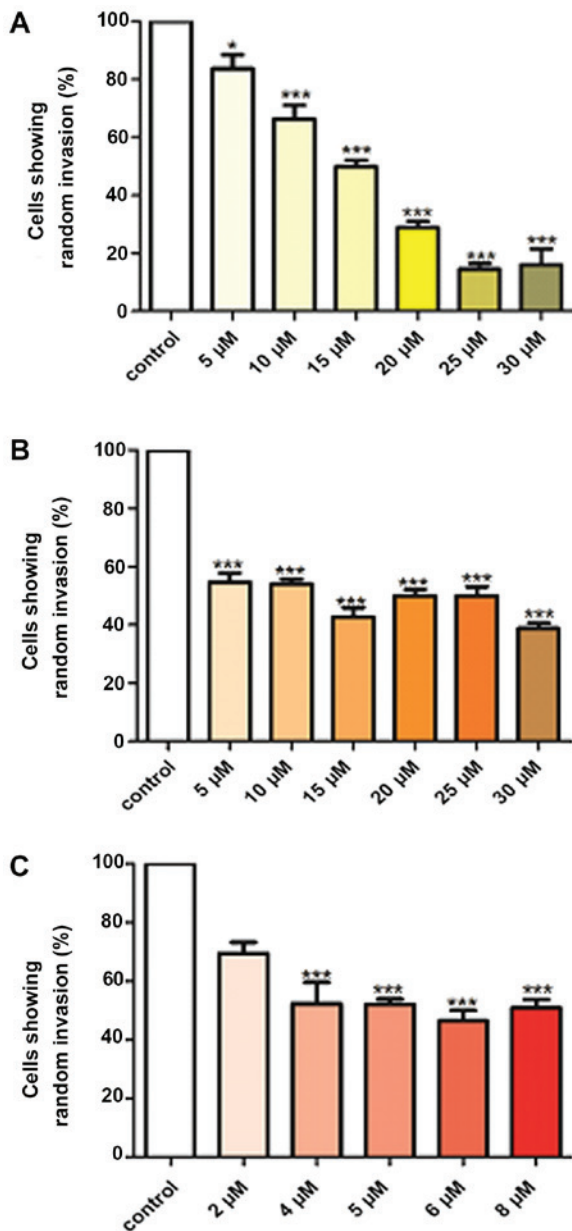 A
Cells showing
random invasion (%)
100
80
60
40
20
0
*
***
***
***
***
***
control
5 µM
10 µM
15 µM
20 µM
25 µM
30 µM
B
Cells showing
random invasion (%)
100
80
60
40
20
0
***
***
***
***
***
***
control
5 µM
10 µM
15 µM
20 µM
25 µM
30 µM
C
Cells showing
random invasion (%)
100
80
60
40
20
0
***
***
***
***
control
2 µM
4 µM
5 µM
6 µM
8 µM